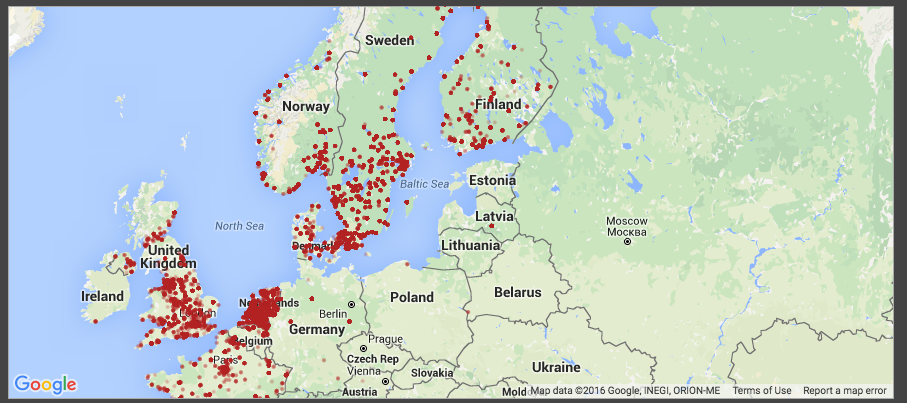 Sweden
Norway
Finland
Estonia
Baltic Sea
North Sea
Latvia
Moscow
Москва
Denmark
Lithuania
United
Kingdom
Ireland
London
Netherlands
Poland
Belarus
Berlin
Germany
Belgium
Prague
Paris
Czech Rep
Vienna
Slovakia
Ukraine
Austria
Google
Map data ©2016 Google, INEGI, ORION-ME Terms of Use Report a map error